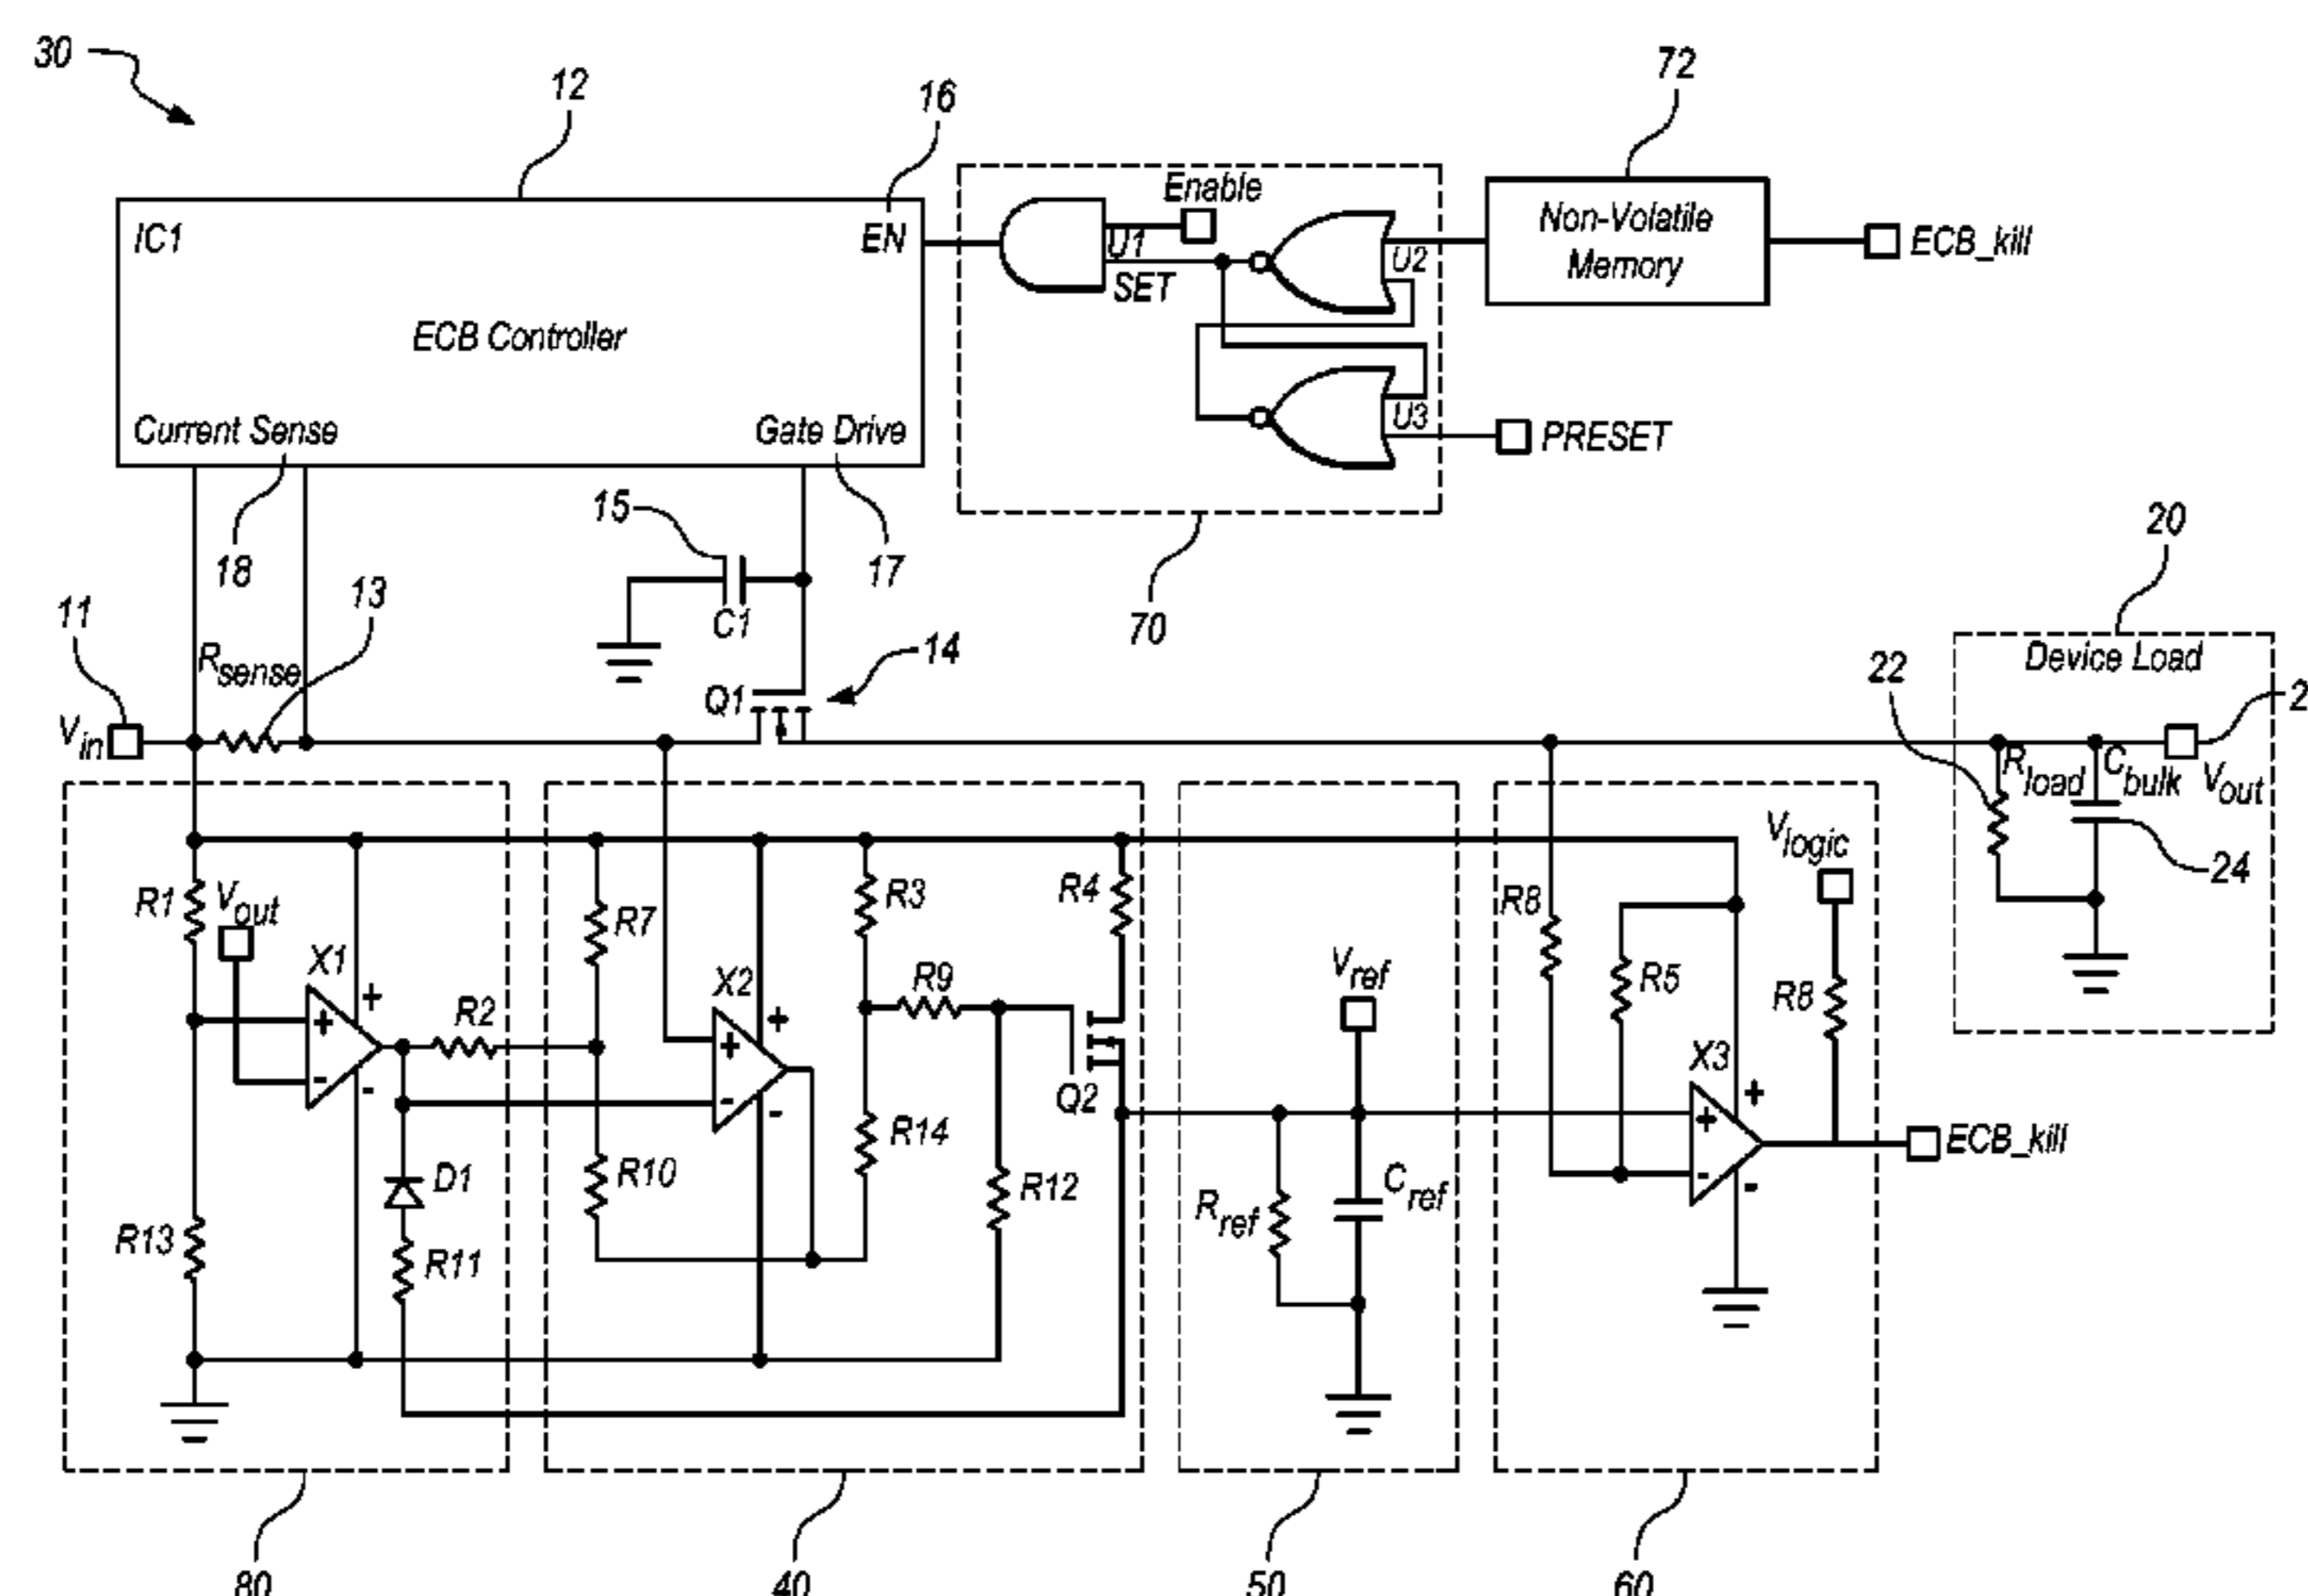 30
12
16
72
IC1
EN
ECB Controller
Current Sense
Gate Drive
Enable
U1
SET
U2
U3
Non-Volatile
Memory
ECB_kill
PRESET
18
13
15
C1
17
70
20
11
Rsense
Vin
Q1
14
22
Device Load
2
Rload
Cbulk
Vout
24
R1
Vout
X1
+
+
-
-
R2
D1
R11
R13
R7
X2
+
+
-
-
R3
R4
R9
Q2
R10
R14
R12
Vref
Rref
Cref
R8
R5
Vlogic
R8
X3
+
+
-
-
ECB_kill
80
40
50
60